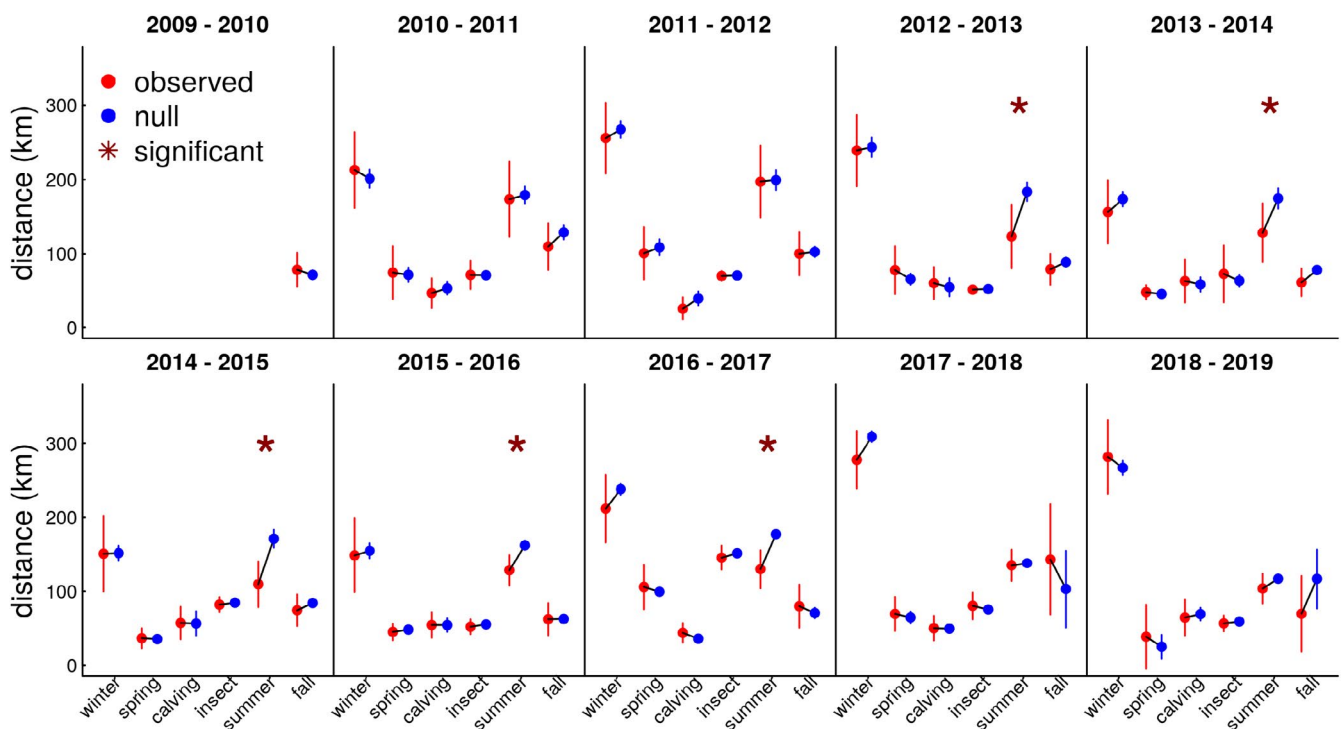 2009 - 2010 2010 - 2011 2011 - 2012 2012 - 2013 2013 - 2014
observed
null
significant
distance (km)
300
200
100
0
2014 - 2015 2015 - 2016 2016 - 2017 2017 - 2018 2018 - 2019
distance (km)
300
200
100
0
winter spring calving insect summer fall winter spring calving insect summer fall winter spring calving insect summer fall winter spring calving insect summer fall winter spring calving insect summer fall